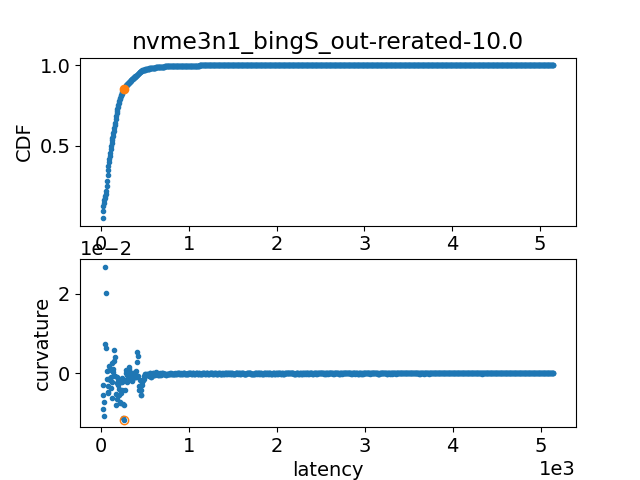 nvme3n1_bingS_out-rerated-10.0
1.0
0.5
CDF
0 1 2 3 4 5
1e−2
2
0
curvature
0 1 2 3 4 5
latency
1e3